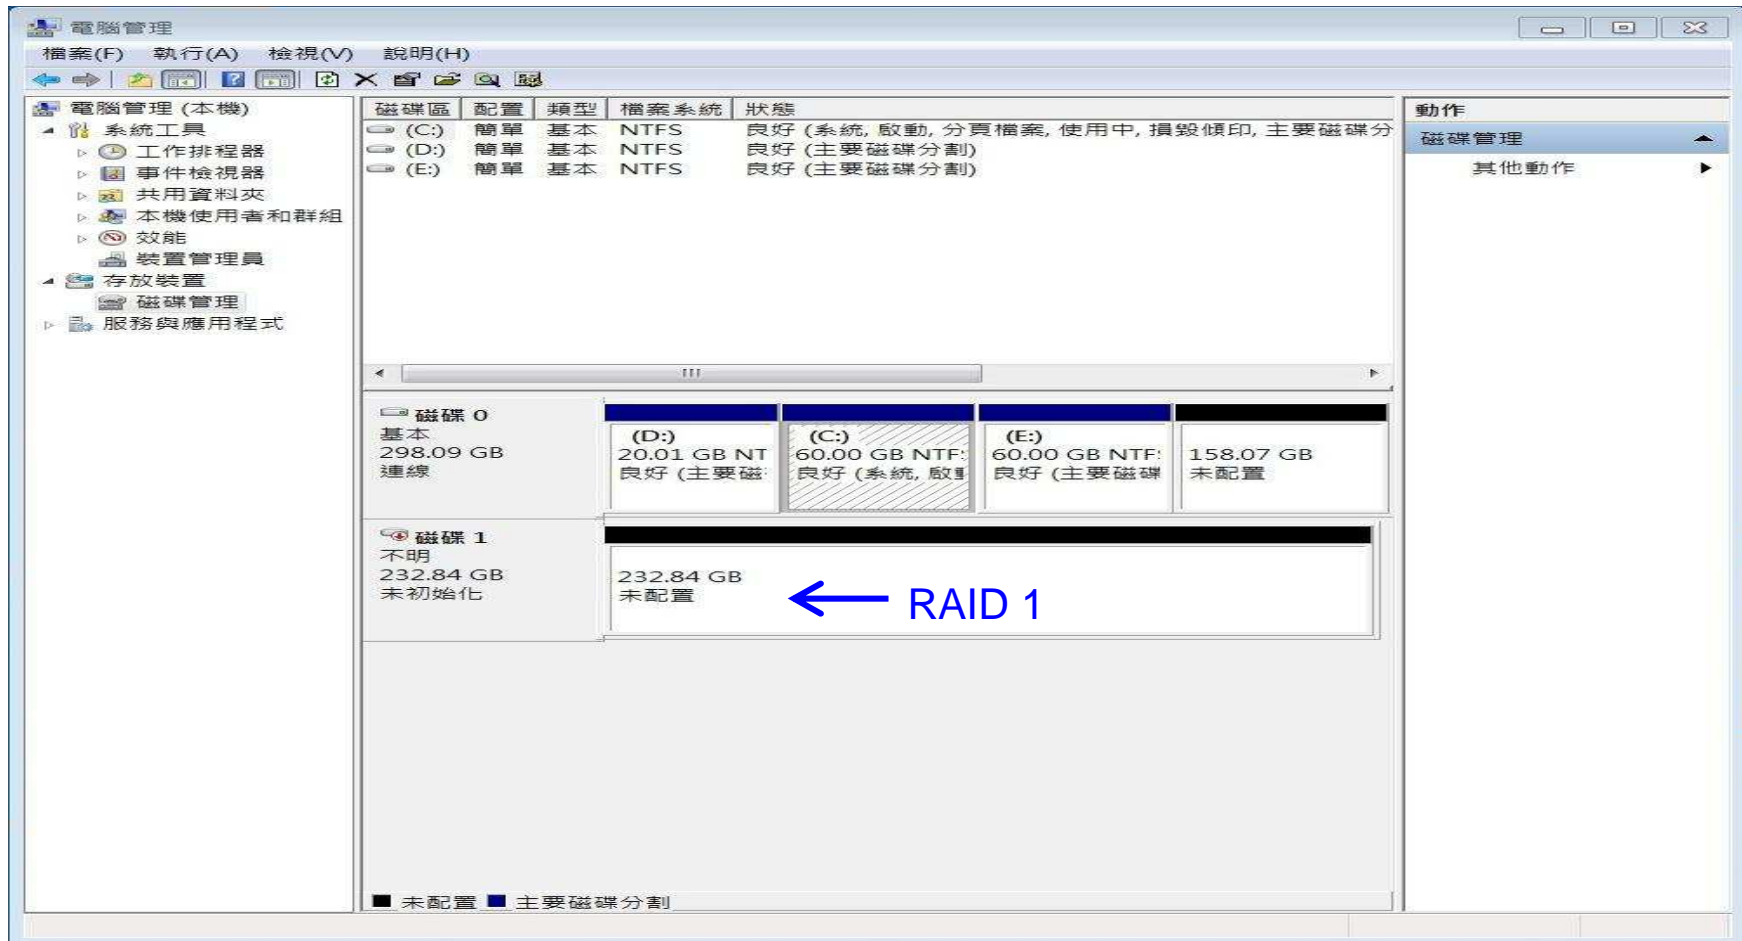 電腦管理
檔案(F) 執行(A) 檢視(V) 說明(H)
電腦管理 (本機)
系統工具
工作排程器
事件檢視器
共用資料夾
本機使用者和群組
效能
裝置管理員
存放裝置
磁碟管理
服務與應用程式
磁碟區 配置 類型 檔案系統 狀態
(C:) 簡單 基本 NTFS 良好 (系統, 啟動, 分頁檔案, 使用中, 損毀傾印, 主要磁碟分
(D:) 簡單 基本 NTFS 良好 (主要磁碟分割)
(E:) 簡單 基本 NTFS 良好 (主要磁碟分割)
動作
磁碟管理
其他動作
磁碟 0
基本
298.09 GB
連線
(D:)
20.01 GB NT
良好 (主要磁
(C:)
60.00 GB NTF
良好 (系統, 啟動
(E:)
60.00 GB NTF
良好 (主要磁碟
158.07 GB
未配置
磁碟 1
不明
232.84 GB
未初始化
232.84 GB
未配置
RAID 1
未配置 主要磁碟分割